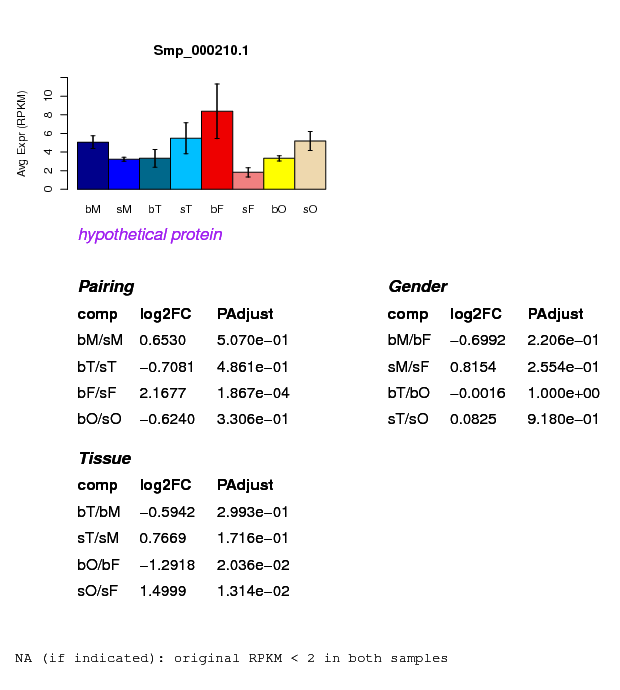 Smp_000210.1
Avg Expr (RPKM)
0 2 4 6 8 10
bM sM bT sT bF sF bO sO
hypothetical protein
Pairing
comp log2FC PAdjust
bM/sM 0.6530 5.070e−01
bT/sT −0.7081 4.861e−01
bF/sF 2.1677 1.867e−04
bO/sO −0.6240 3.306e−01
Gender
comp log2FC PAdjust
bM/bF −0.6992 2.206e−01
sM/sF 0.8154 2.554e−01
bT/bO −0.0016 1.000e+00
sT/sO 0.0825 9.180e−01
Tissue
comp log2FC PAdjust
bT/bM −0.5942 2.993e−01
sT/sM 0.7669 1.716e−01
bO/bF −1.2918 2.036e−02
sO/sF 1.4999 1.314e−02
NA (if indicated): original RPKM < 2 in both samples